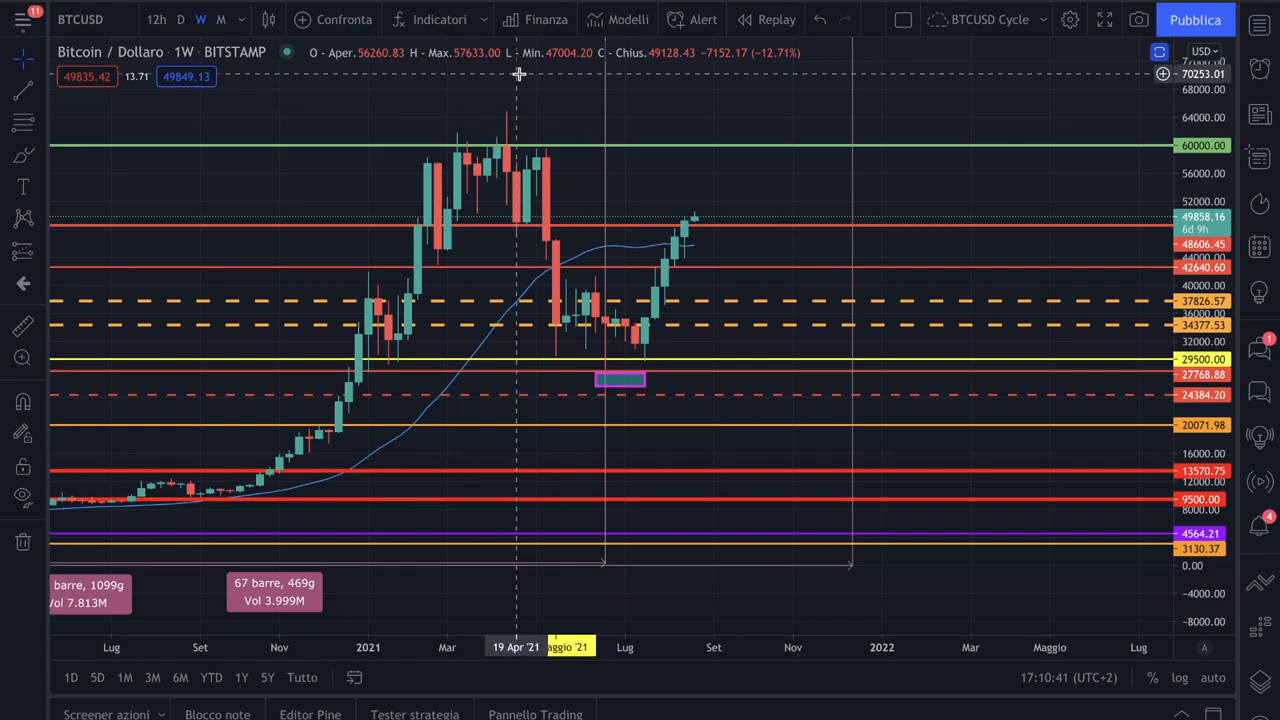 11
BTCUSD
12h D W M
Confronta
Indicatori
Finanza
Modelli
Alert
Replay
BTCUSD Cycle
Pubblica
Bitcoin / Dollaro · 1W · BITSTAMP
O - Aper.56260.83 H - Max.57633.00 L - Min.47004.20 C - Chius.49128.43 -7152.17 (-12.71%)
USD
49835.42 13.71 49849.13
72000.00
70253.01
68000.00
64000.00
60000.00
56000.00
52000.00
49858.16
6d 9h
48606.45
44000.00
42640.60
40000.00
37826.57
36000.00
34377.53
32000.00
29500.00
27768.88
24384.20
20071.98
16000.00
13570.75
12000.00
9500.00
8000.00
4564.21
3130.37
0.00
-4000.00
-8000.00
1
4
barre, 1099g
Vol 7.813M
67 barre, 469g
Vol 3.999M
Lug Set Nov 2021 Mar 19 Apr '21 aggio '21 Lug Set Nov 2022 Mar Maggio Lug A
1D 5D 1M 3M 6M YTD 1Y 5Y Tutto
17:10:41 (UTC+2) % log auto
Screener azioni
Blocco note
Editor Pine
Tester strategia
Pannello Trading